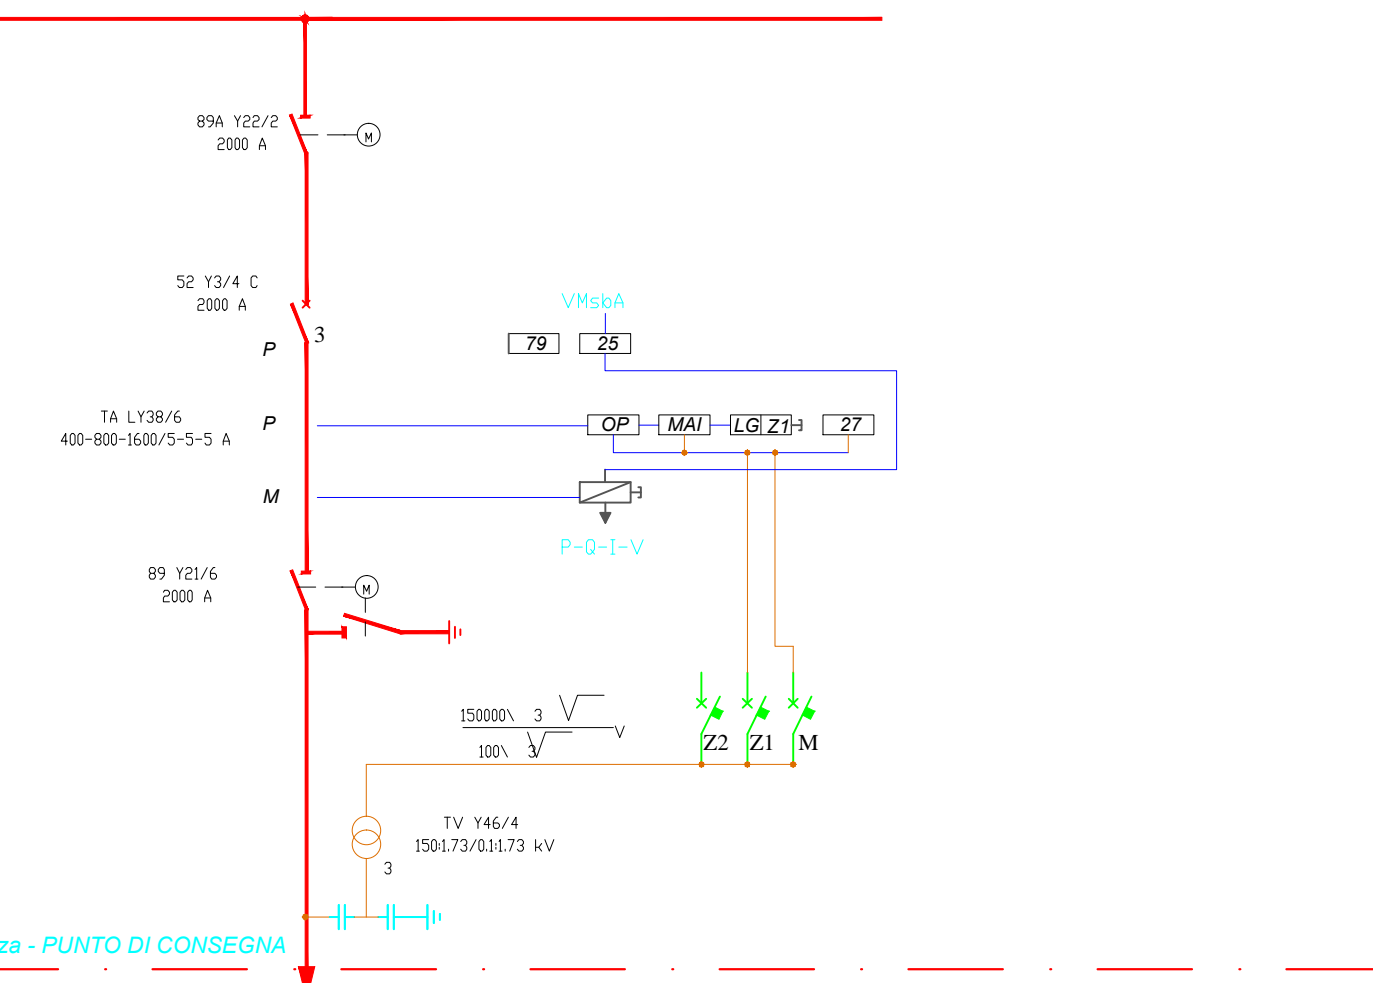 89A Y22/2
2000 A
M
52 Y3/4 C
2000 A
3
P
VMsbA
79
25
TA LY38/6
400-800-1600/5-5-5 A
P
OP
MAI
LG Z1
27
M
P-Q-I-V
89 Y21/6
2000 A
M
150000\ 3
V
100\ 3
Z2
Z1
M
TV Y46/4
150:1.73/0.1:1.73 kV
3
za - PUNTO DI CONSEGNA